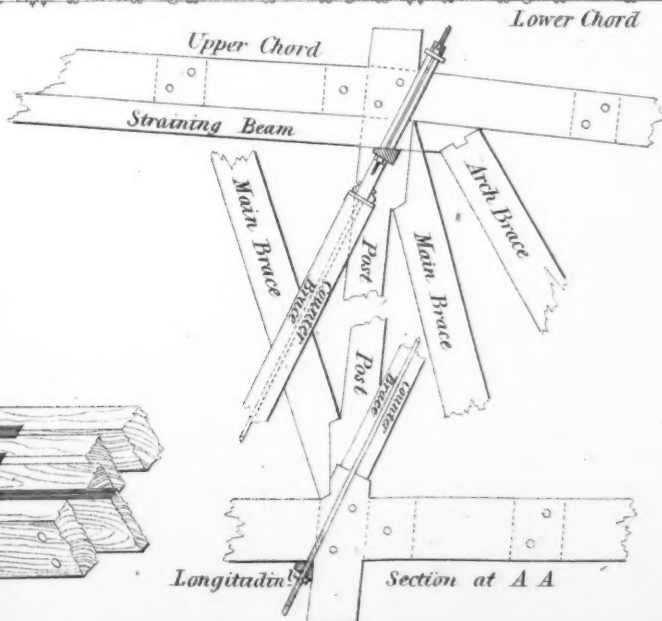 Lower Chord
Upper Chord
Straining Beam
Main Brace
Arch Brace
Counter Brace
Post
Main Brace
Post
Counter Brace
Longitudinl Section at A A